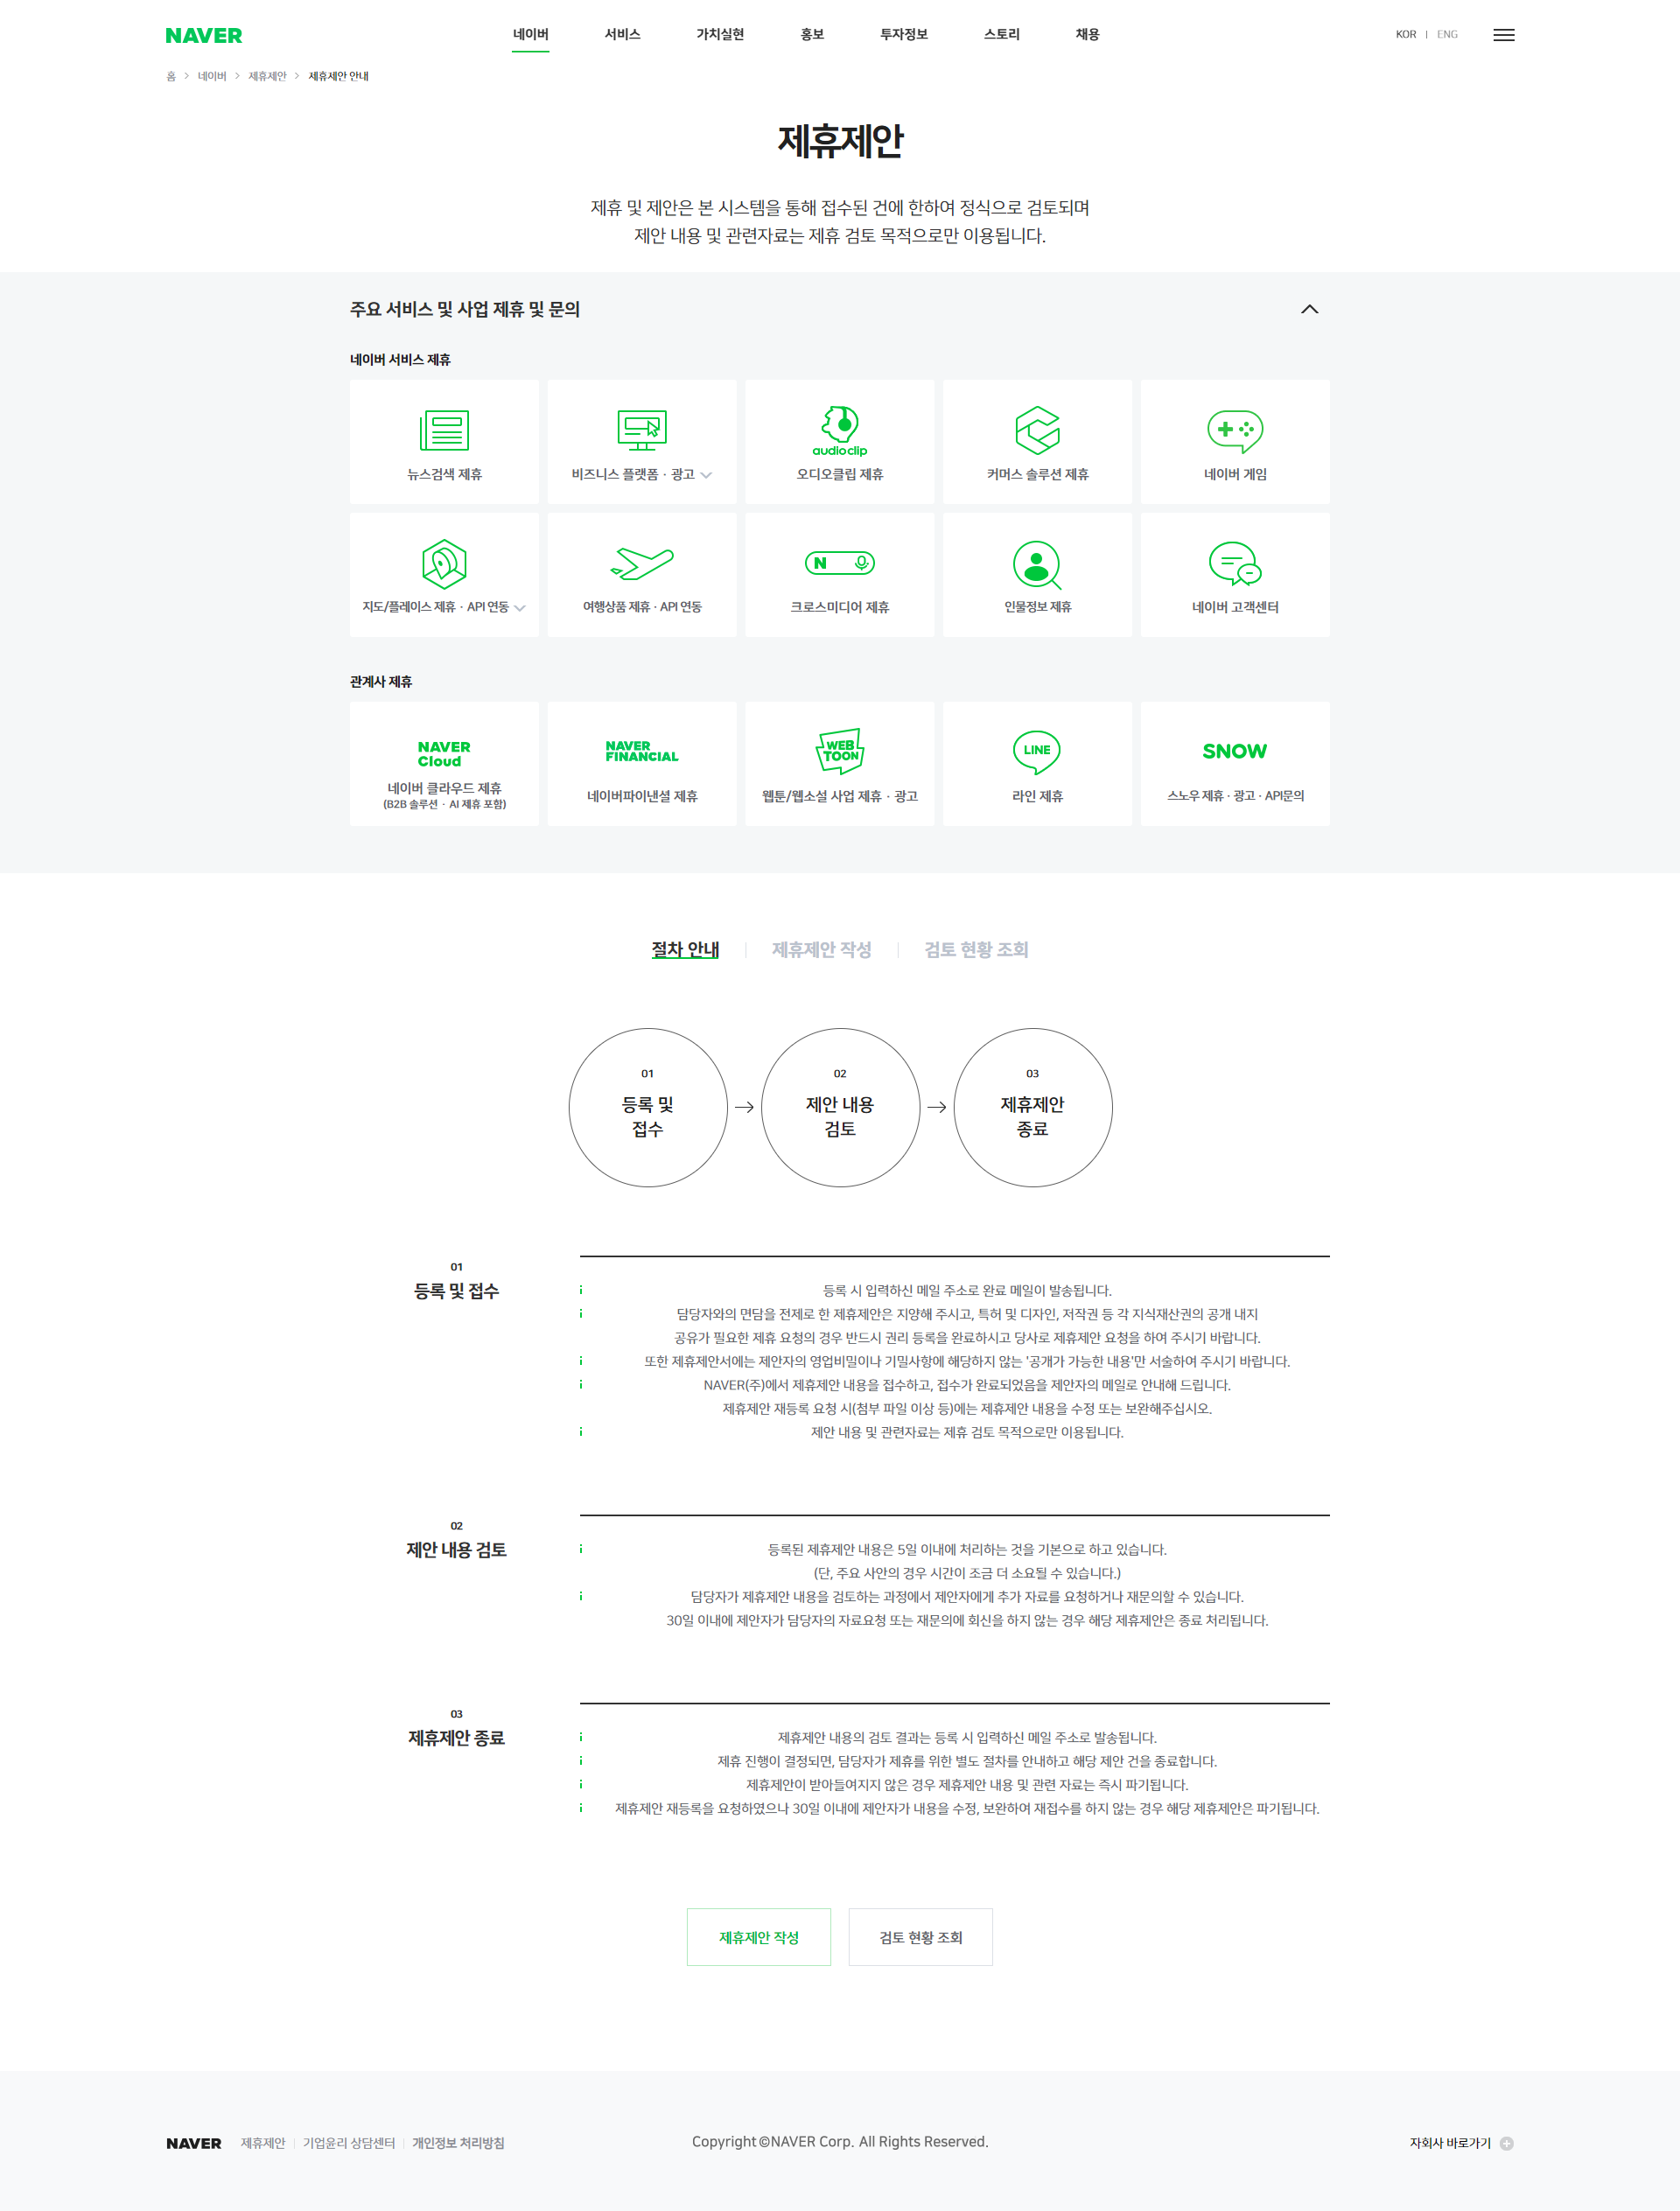 NAVER
네이버 서비스 가치실현 홍보 투자정보 스토리 채용
KOR ENG
홈 네이버 제휴제안 제휴제안 안내
제휴제안
제휴 및 제안은 본 시스템을 통해 접수된 건에 한하여 정식으로 검토되며
제안 내용 및 관련자료는 제휴 검토 목적으로만 이용됩니다.
주요 서비스 및 사업 제휴 및 문의
네이버 서비스 제휴
뉴스검색 제휴
비즈니스 플랫폼 · 광고
audioclip
오디오클립 제휴
커머스 솔루션 제휴
네이버 게임
지도/플레이스 제휴 · API 연동
여행상품 제휴 · API 연동
N
크로스미디어 제휴
인물정보 제휴
네이버 고객센터
관계사 제휴
NAVER
Cloud
네이버 클라우드 제휴
(B2B 솔루션 · AI 제휴 포함)
NAVER
FINANCIAL
네이버파이낸셜 제휴
WEB
TOON
웹툰/웹소설 사업 제휴 · 광고
LINE
라인 제휴
SNOW
스노우 제휴 · 광고 · API문의
절차 안내
제휴제안 작성
검토 현황 조회
01
등록 및
접수
02
제안 내용
검토
03
제휴제안
종료
01
등록 및 접수
등록 시 입력하신 메일 주소로 완료 메일이 발송됩니다.
담당자와의 면담을 전제로 한 제휴제안은 지양해 주시고, 특허 및 디자인, 저작권 등 각 지식재산권의 공개 내지
공유가 필요한 제휴 요청의 경우 반드시 권리 등록을 완료하시고 당사로 제휴제안 요청을 하여 주시기 바랍니다.
또한 제휴제안서에는 제안자의 영업비밀이나 기밀사항에 해당하지 않는 '공개가 가능한 내용'만 서술하여 주시기 바랍니다.
NAVER(주)에서 제휴제안 내용을 접수하고, 접수가 완료되었음을 제안자의 메일로 안내해 드립니다.
제휴제안 재등록 요청 시(첨부 파일 이상 등)에는 제휴제안 내용을 수정 또는 보완해주십시오.
제안 내용 및 관련자료는 제휴 검토 목적으로만 이용됩니다.
02
제안 내용 검토
등록된 제휴제안 내용은 5일 이내에 처리하는 것을 기본으로 하고 있습니다.
(단, 주요 사안의 경우 시간이 조금 더 소요될 수 있습니다.)
담당자가 제휴제안 내용을 검토하는 과정에서 제안자에게 추가 자료를 요청하거나 재문의할 수 있습니다.
30일 이내에 제안자가 담당자의 자료요청 또는 재문의에 회신을 하지 않는 경우 해당 제휴제안은 종료 처리됩니다.
03
제휴제안 종료
제휴제안 내용의 검토 결과는 등록 시 입력하신 메일 주소로 발송됩니다.
제휴 진행이 결정되면, 담당자가 제휴를 위한 별도 절차를 안내하고 해당 제안 건을 종료합니다.
제휴제안이 받아들여지지 않은 경우 제휴제안 내용 및 관련 자료는 즉시 파기됩니다.
제휴제안 재등록을 요청하였으나 30일 이내에 제안자가 내용을 수정, 보완하여 재접수를 하지 않는 경우 해당 제휴제안은 파기됩니다.
제휴제안 작성
검토 현황 조회
NAVER 제휴제안 기업윤리 상담센터 개인정보 처리방침
Copyright ©NAVER Corp. All Rights Reserved.
자회사 바로가기